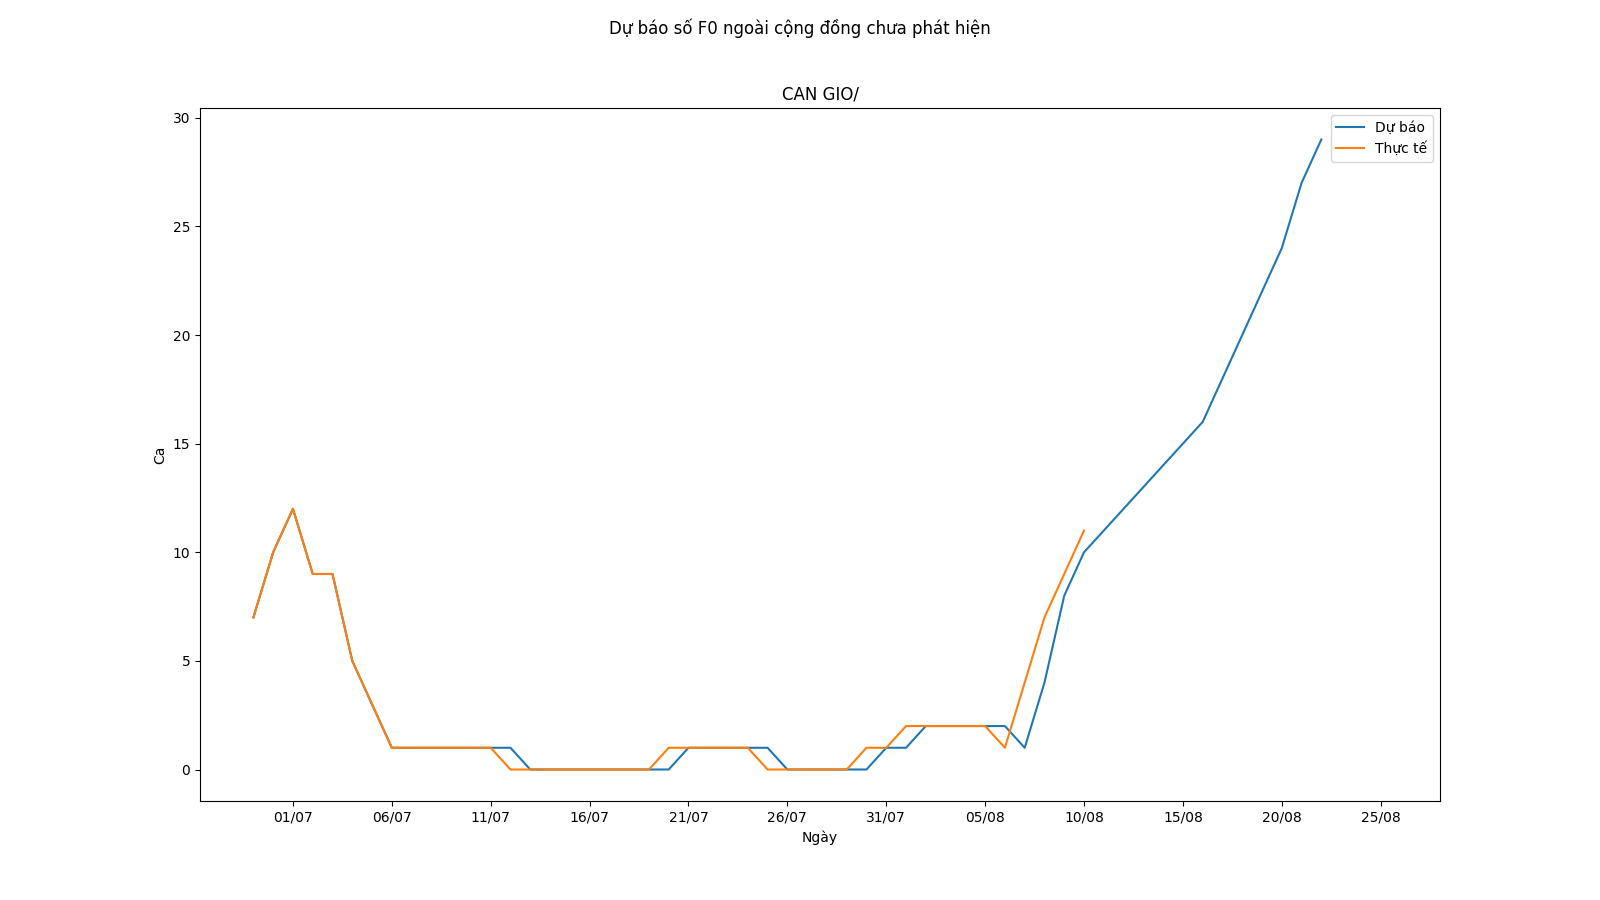 Dự báo số F0 ngoài cộng đồng chưa phát hiện
CAN GIO/
Dự báo
Thực tế
30
25
20
15
10
5
0
Ca
01/07 06/07 11/07 16/07 21/07 26/07 31/07 05/08 10/08 15/08 20/08 25/08
Ngày